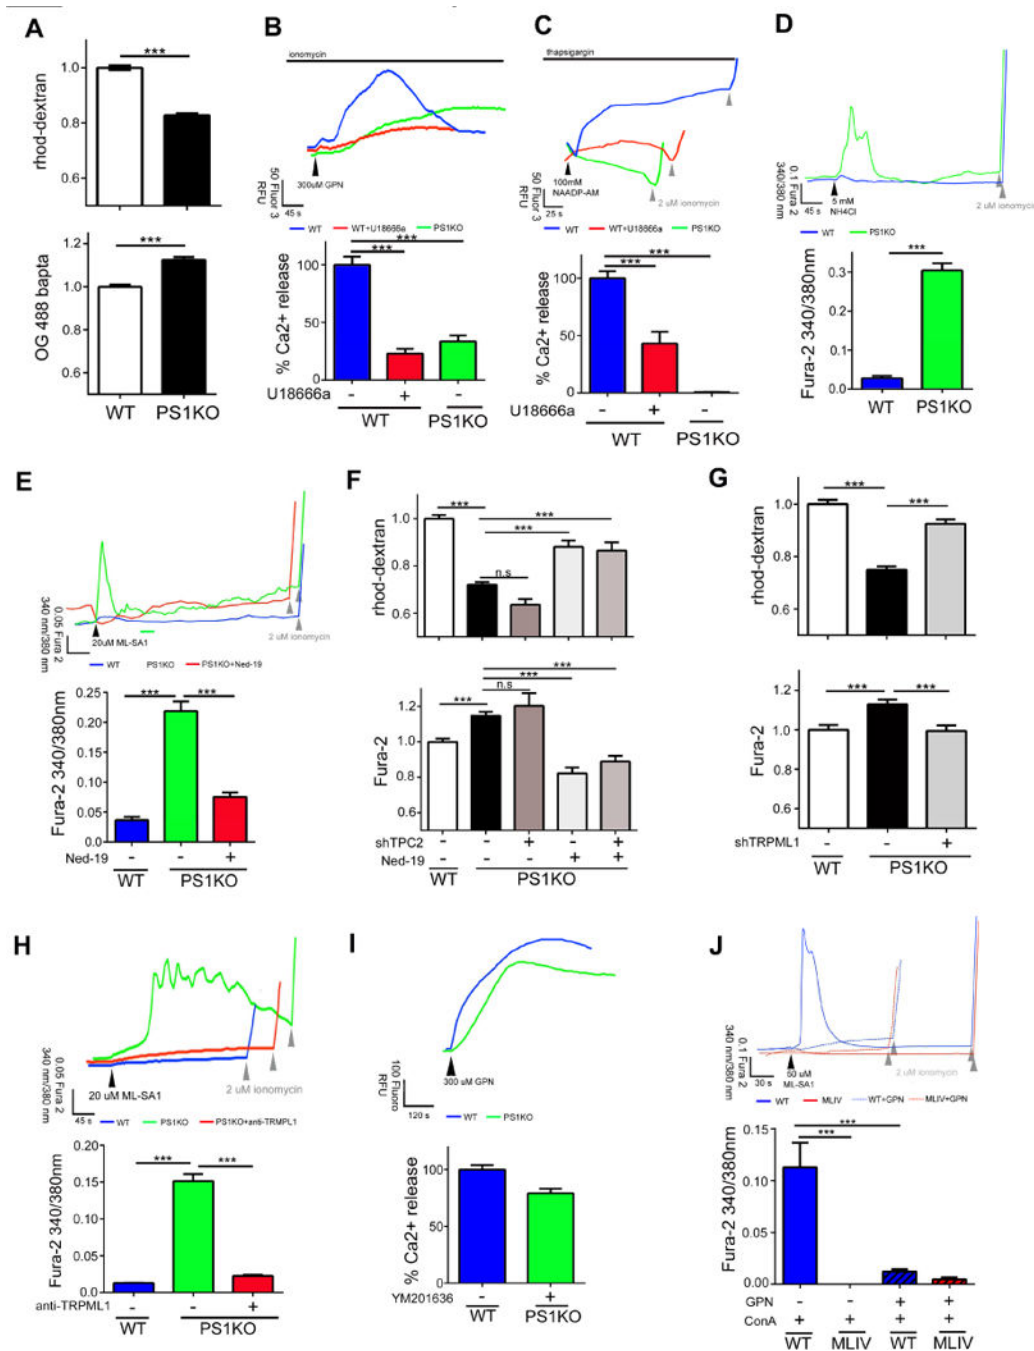 A
***
rhod-dextran
1.0
0.8
0.6
***
OG 488 bapta
1.2
1.0
0.8
0.6
WT PS1KO
B
ionomycin
300uM GPN
50 Fluor 3
RFU
45 s
WT WT+U18666a PS1KO
***
***
% Ca2+ release
100
50
0
U18666a - + -
WT PS1KO
C
thapsigargin
100mM
NAADP-AM
50 Fluor 3
RFU
25 s
2 uM ionomycin
WT WT+U18666a PS1KO
***
***
% Ca2+ release
100
50
0
U18666a - + -
WT PS1KO
D
0.1 Fura 2
340/380 nm
45 s
5 mM
NH4Cl
2 uM ionomycin
WT PS1KO
***
Fura-2 340/380nm
0.3
0.2
0.1
0.0
WT PS1KO
E
0.05 Fura 2
340 nm/380 nm
20uM ML-SA1
2 uM ionomycin
WT PS1KO PS1KO+Ned-19
*** ***
Fura-2 340/380nm
0.25
0.20
0.15
0.10
0.05
0.0
Ned-19 - - +
WT PS1KO
F
***
***
***
n.s
rhod-dextran
1.0
0.8
0.6
***
***
***
n.s
Fura-2
1.2
1.0
0.8
0.6
shTPC2 - - + - +
Ned-19 - - - + +
WT PS1KO
G
*** ***
rhod-dextran
1.0
0.8
0.6
*** ***
Fura-2
1.2
1.0
0.8
0.6
shTRPML1 - - +
WT PS1KO
H
0.05 Fura 2
340 nm/380 nm
45 s
20 uM ML-SA1
2 uM ionomycin
WT PS1KO PS1KO+anti-TRMPL1
*** ***
Fura-2 340/380nm
0.20
0.15
0.10
0.05
0.00
anti-TRPML1 - - +
WT PS1KO
I
100 Fluoro
RFU
120 s
300 uM GPN
WT PS1KO
% Ca2+ release
100
50
0
YM201636 - +
WT PS1KO
J
0.1 Fura 2
340 nm/380 nm
30 s
50 uM
ML-SA1
2 uM ionomycin
WT MLIV WT+GPN MLIV+GPN
***
***
Fura-2 340/380nm
0.15
0.10
0.05
0.00
GPN - - + +
ConA + + + +
WT MLIV WT MLIV